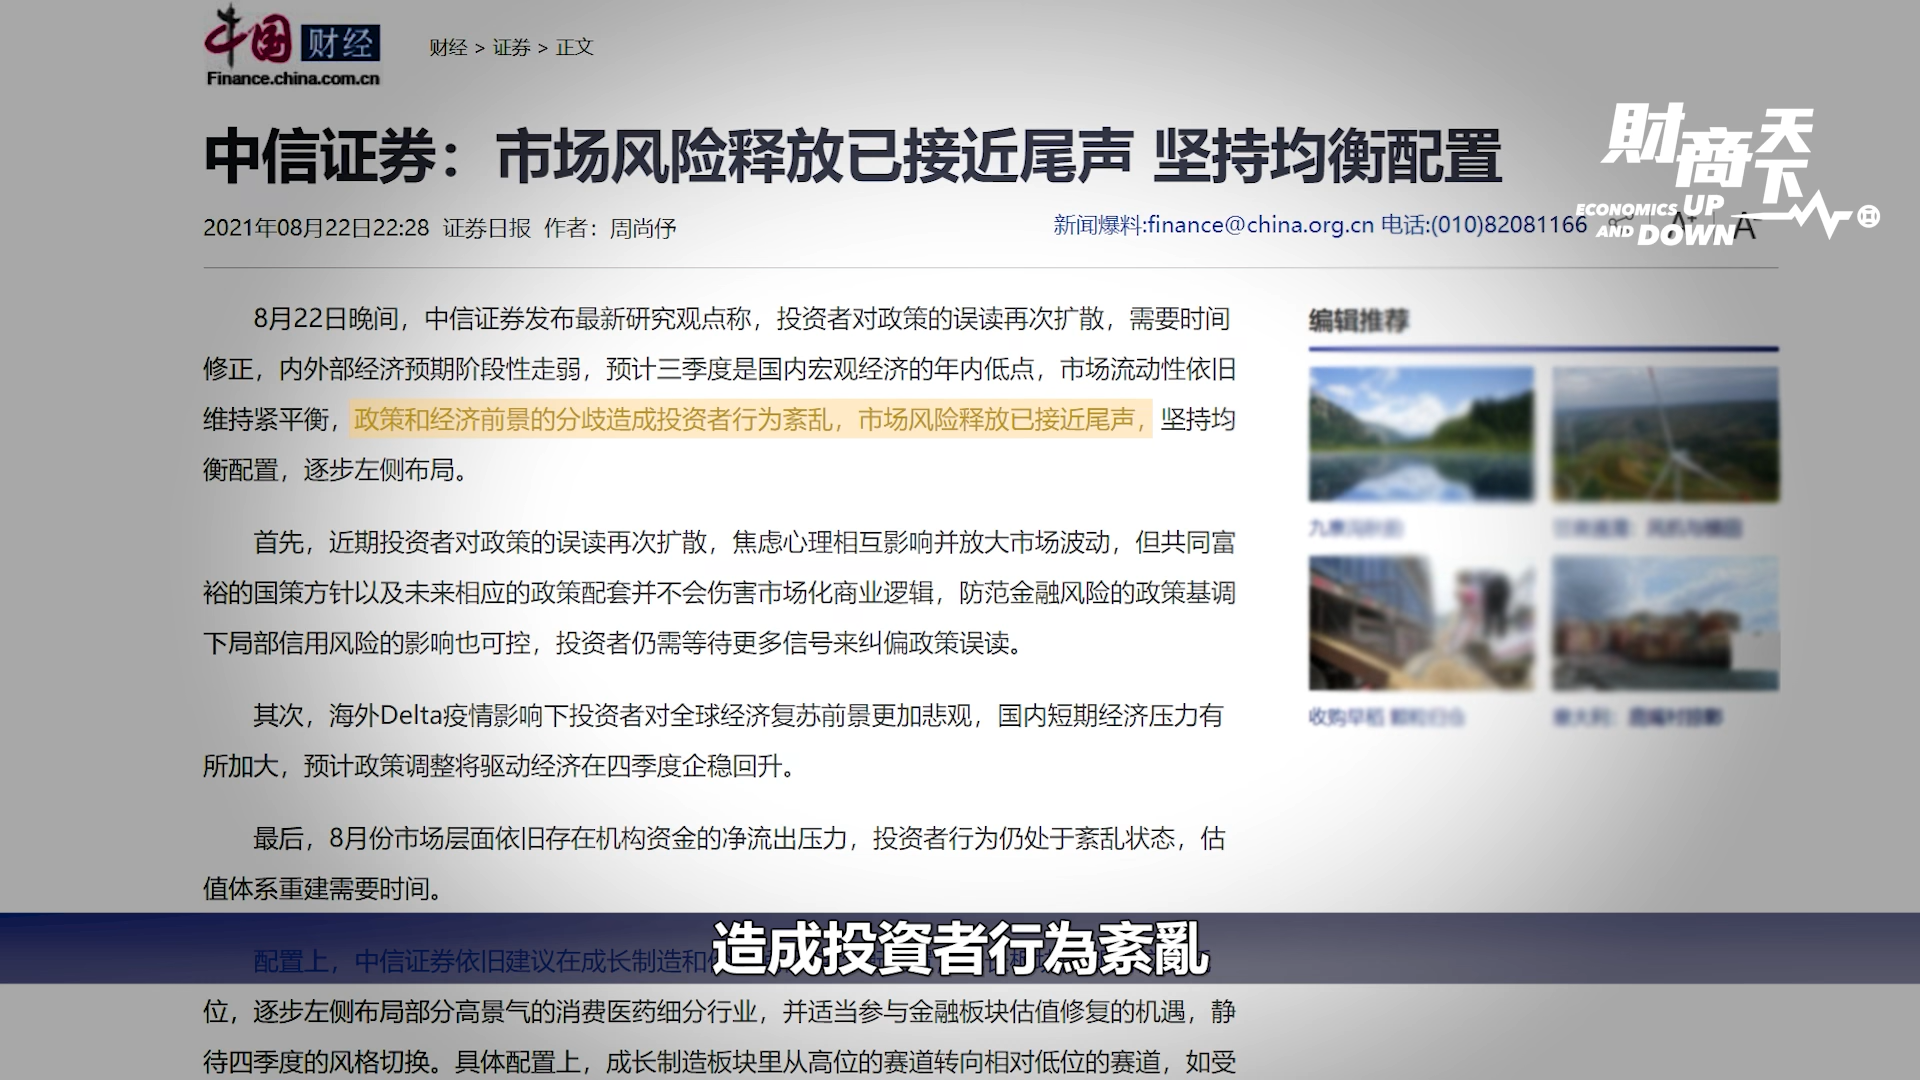 中国财经
Finance.china.com.cn
财经 > 证券 > 正文
中信证券：市场风险释放已接近尾声 坚持均衡配置
2021年08月22日22:28 证券日报 作者：周尚伃
新闻爆料:finance@china.org.cn 电话:(010)82081166
財商天下
ECONOMICS UP
AND DOWN
8月22日晚间，中信证券发布最新研究观点称，投资者对政策的误读再次扩散，需要时间
修正，内外部经济预期阶段性走弱，预计三季度是国内宏观经济的年内低点，市场流动性依旧
维持紧平衡，政策和经济前景的分歧造成投资者行为紊乱，市场风险释放已接近尾声，坚持均
衡配置，逐步左侧布局。
首先，近期投资者对政策的误读再次扩散，焦虑心理相互影响并放大市场波动，但共同富
裕的国策方针以及未来相应的政策配套并不会伤害市场化商业逻辑，防范金融风险的政策基调
下局部信用风险的影响也可控，投资者仍需等待更多信号来纠偏政策误读。
其次，海外Delta疫情影响下投资者对全球经济复苏前景更加悲观，国内短期经济压力有
所加大，预计政策调整将驱动经济在四季度企稳回升。
最后，8月份市场层面依旧存在机构资金的净流出压力，投资者行为仍处于紊乱状态，估
值体系重建需要时间。
配置上，中信证券依旧建议在成长制造和
造成投資者行為紊亂
位，逐步左侧布局部分高景气的消费医药细分行业，并适当参与金融板块估值修复的机遇，静
待四季度的风格切换。具体配置上，成长制造板块里从高位的赛道转向相对低位的赛道，如受
编辑推荐